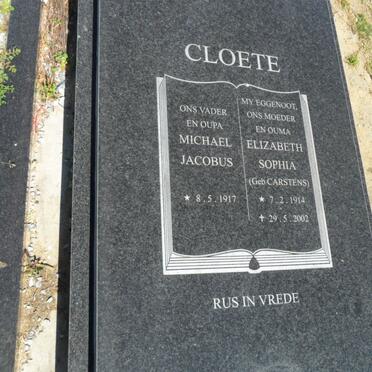 CLOETE
ONS VADER
EN OUPA
MICHAEL
JACOBUS
★ 8.5.1917
MY EGGENOOT,
ONS MOEDER
EN OUMA
ELIZABETH
SOPHIA
(Geb CARSTENS)
★ 7.2.1914
✝ 29.5.2002
RUS IN VREDE